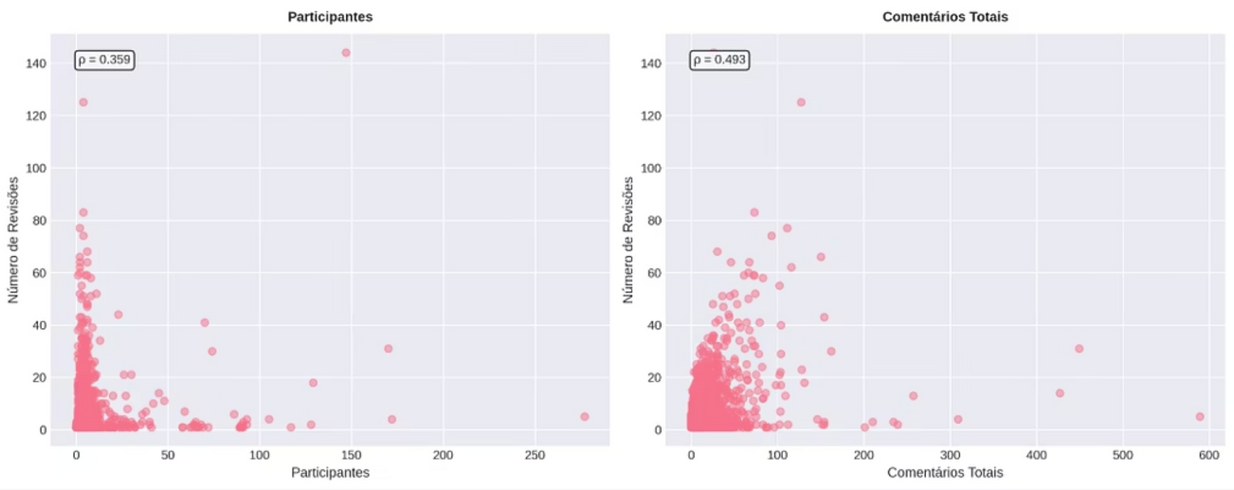 Participantes
Número de Revisões
140
120
100
80
60
40
20
0
ρ = 0.359
0 50 100 150 200 250
Participantes
Comentários Totais
Número de Revisões
140
120
100
80
60
40
20
0
ρ = 0.493
0 100 200 300 400 500 600
Comentários Totais